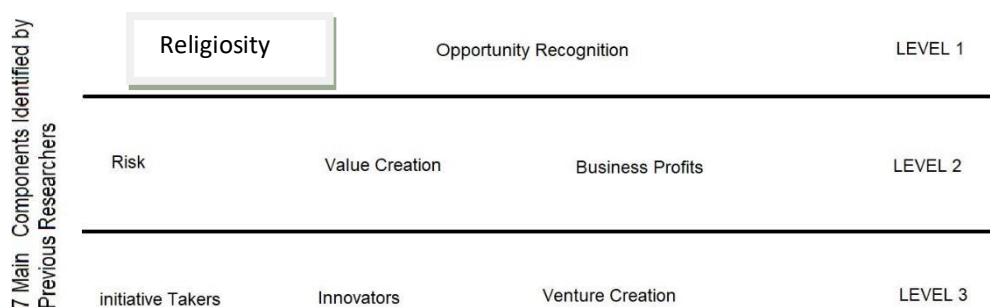 7 Main Components Identified by
Previous Researchers
Religiosity
Opportunity Recognition
LEVEL 1
Risk
Value Creation
Business Profits
LEVEL 2
initiative Takers
Innovators
Venture Creation
LEVEL 3